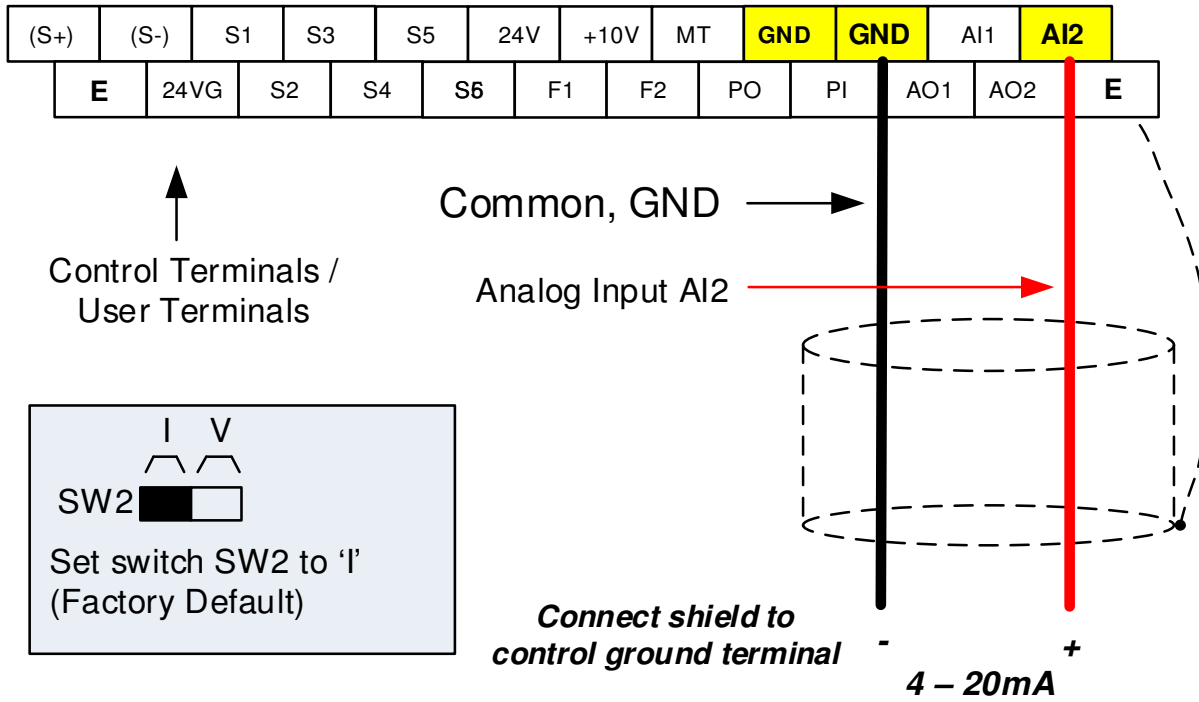 (S+) (S-) S1 S3 S5 24V +10V MT GND GND AI1 AI2
E 24VG S2 S4 S6 F1 F2 PO PI AO1 AO2 E
Common, GND
Control Terminals /
User Terminals
Analog Input AI2
I V
SW2
Set switch SW2 to ‘I’
(Factory Default)
Connect shield to
control ground terminal
- +
4 – 20mA